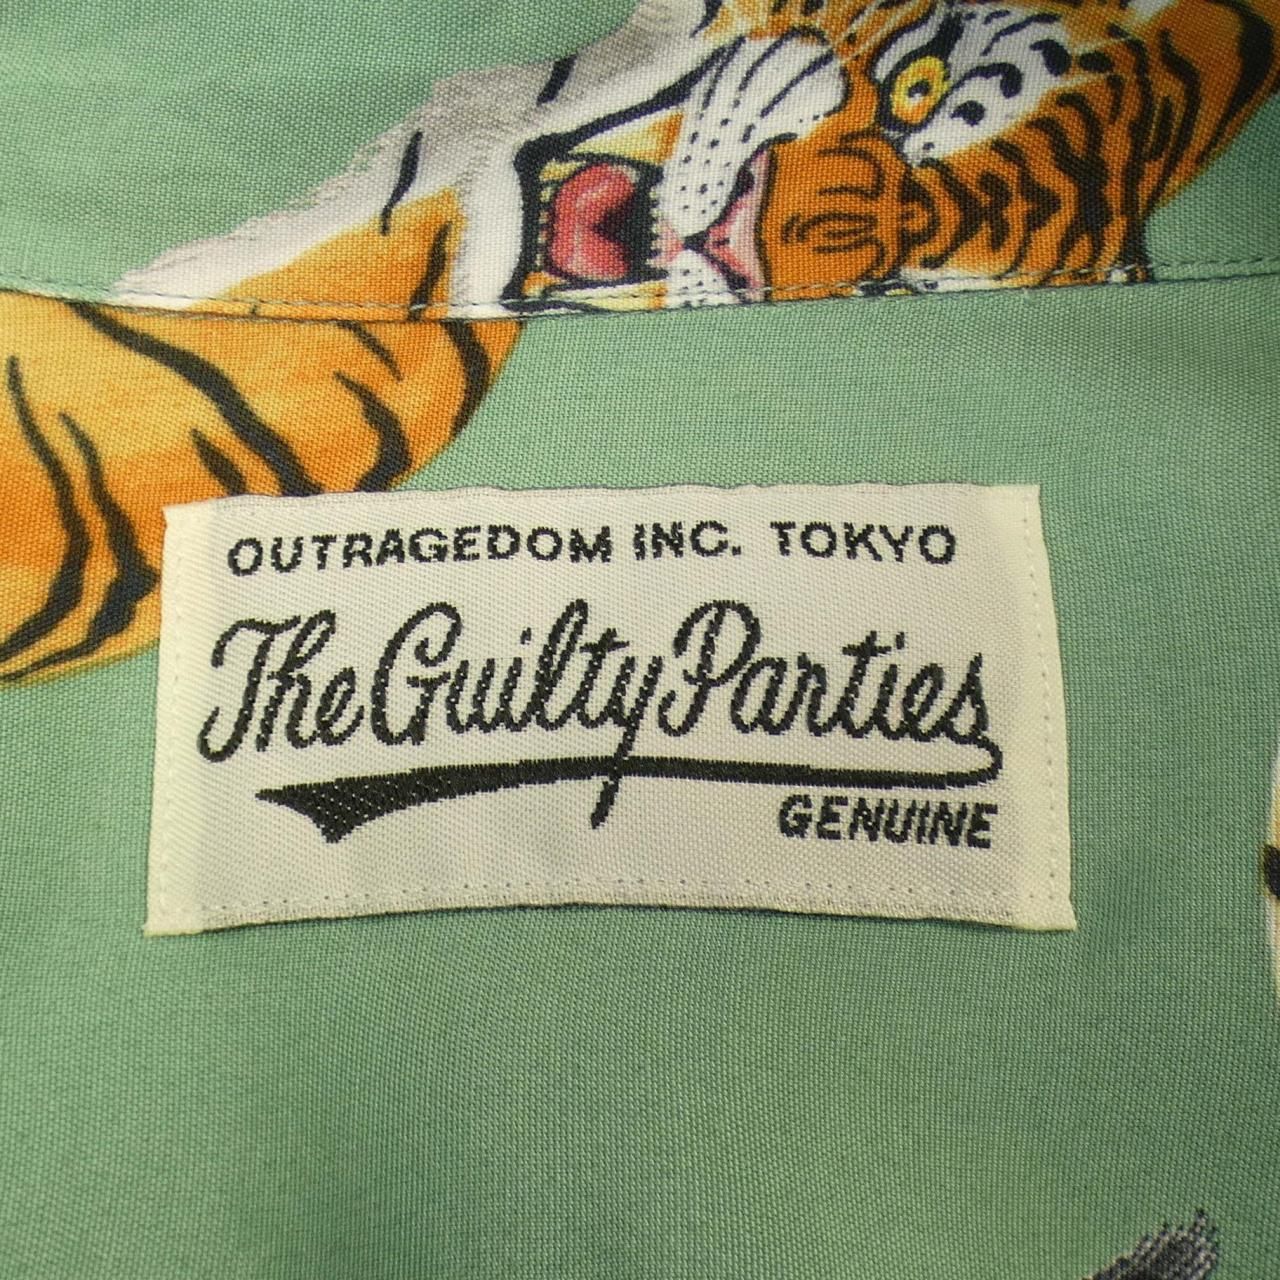 OUTRAGEDOM INC. TOKYO
The Guilty Parties
GENUINE